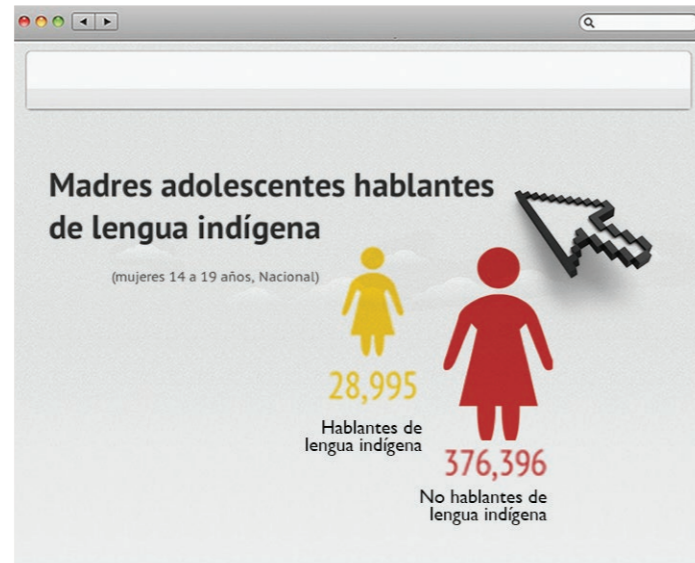 Madres adolescentes hablantes
de lengua indígena
(mujeres 14 a 19 años, Nacional)
28,995
Hablantes de
lengua indígena
376,396
No hablantes de
lengua indígena